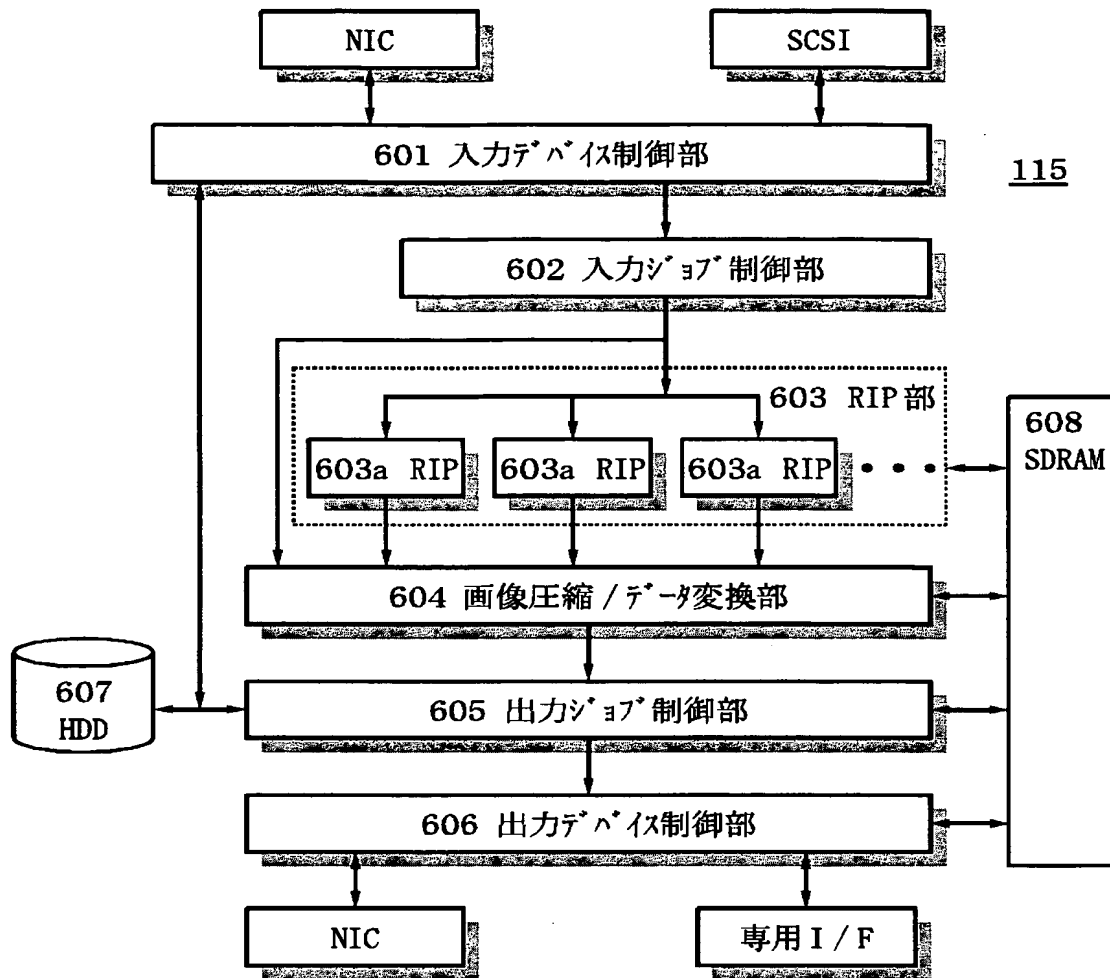 NIC
SCSI
601 入力ﾃﾞﾊﾞｲｽ制御部
115
602 入力ｼﾞｮﾌﾞ制御部
603 RIP部
608
SDRAM
603a RIP
603a RIP
603a RIP
・・・
604 画像圧縮/ﾃﾞｰﾀ変換部
607
HDD
605 出力ｼﾞｮﾌﾞ制御部
606 出力ﾃﾞﾊﾞｲｽ制御部
NIC
専用I/F